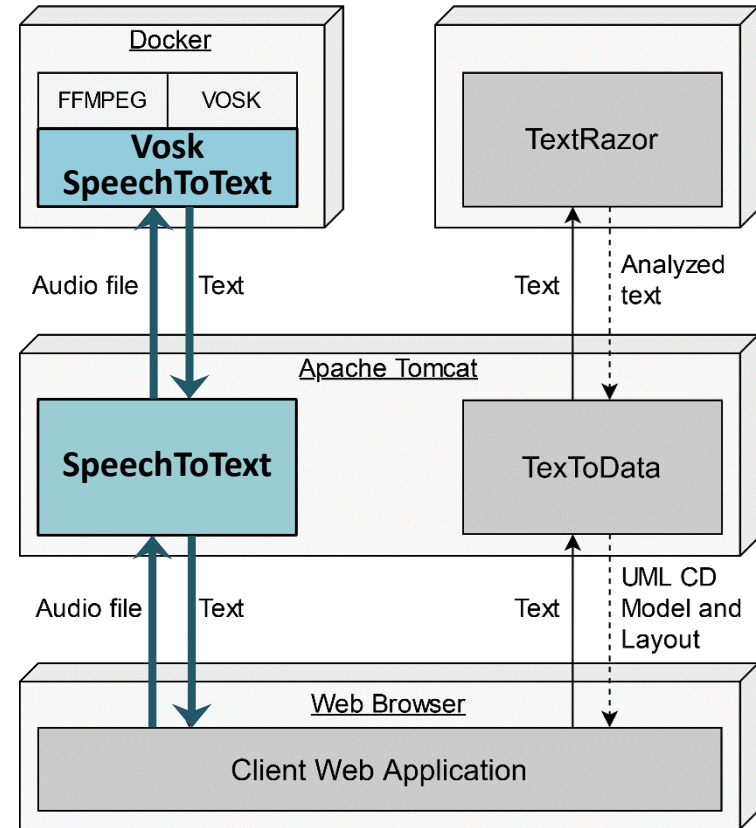 Docker
FFMPEG
VOSK
Vosk
SpeechToText
TextRazor
Audio file
Text
Text
Analyzed
text
Apache Tomcat
SpeechToText
TexToData
Audio file
Text
Text
UML CD
Model and
Layout
Web Browser
Client Web Application